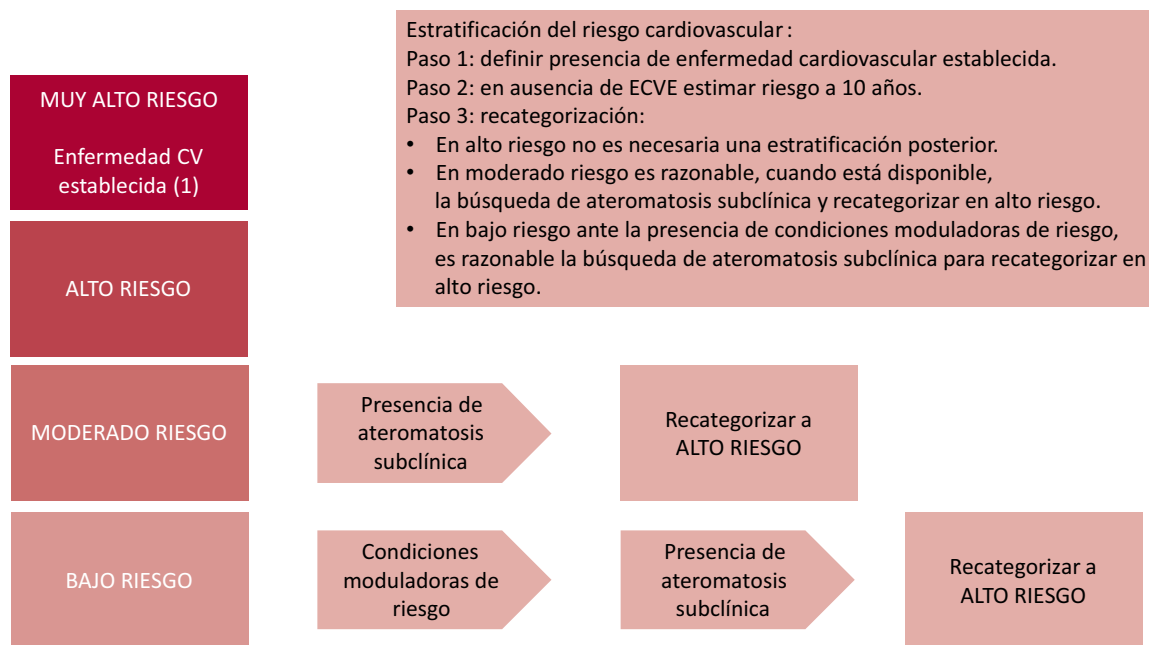 Estratificación del riesgo cardiovascular:
Paso 1: definir presencia de enfermedad cardiovascular establecida.
Paso 2: en ausencia de ECVE estimar riesgo a 10 años.
Paso 3: recategorización:
• En alto riesgo no es necesaria una estratificación posterior.
• En moderado riesgo es razonable, cuando está disponible,
la búsqueda de ateromatosis subclínica y recategorizar en alto riesgo.
• En bajo riesgo ante la presencia de condiciones moduladoras de riesgo,
es razonable la búsqueda de ateromatosis subclínica para recategorizar en
alto riesgo.
MUY ALTO RIESGO
Enfermedad CV
establecida (1)
ALTO RIESGO
MODERADO RIESGO
Presencia de
ateromatosis
subclínica
Recategorizar a
ALTO RIESGO
BAJO RIESGO
Condiciones
moduladoras de
riesgo
Presencia de
ateromatosis
subclínica
Recategorizar a
ALTO RIESGO